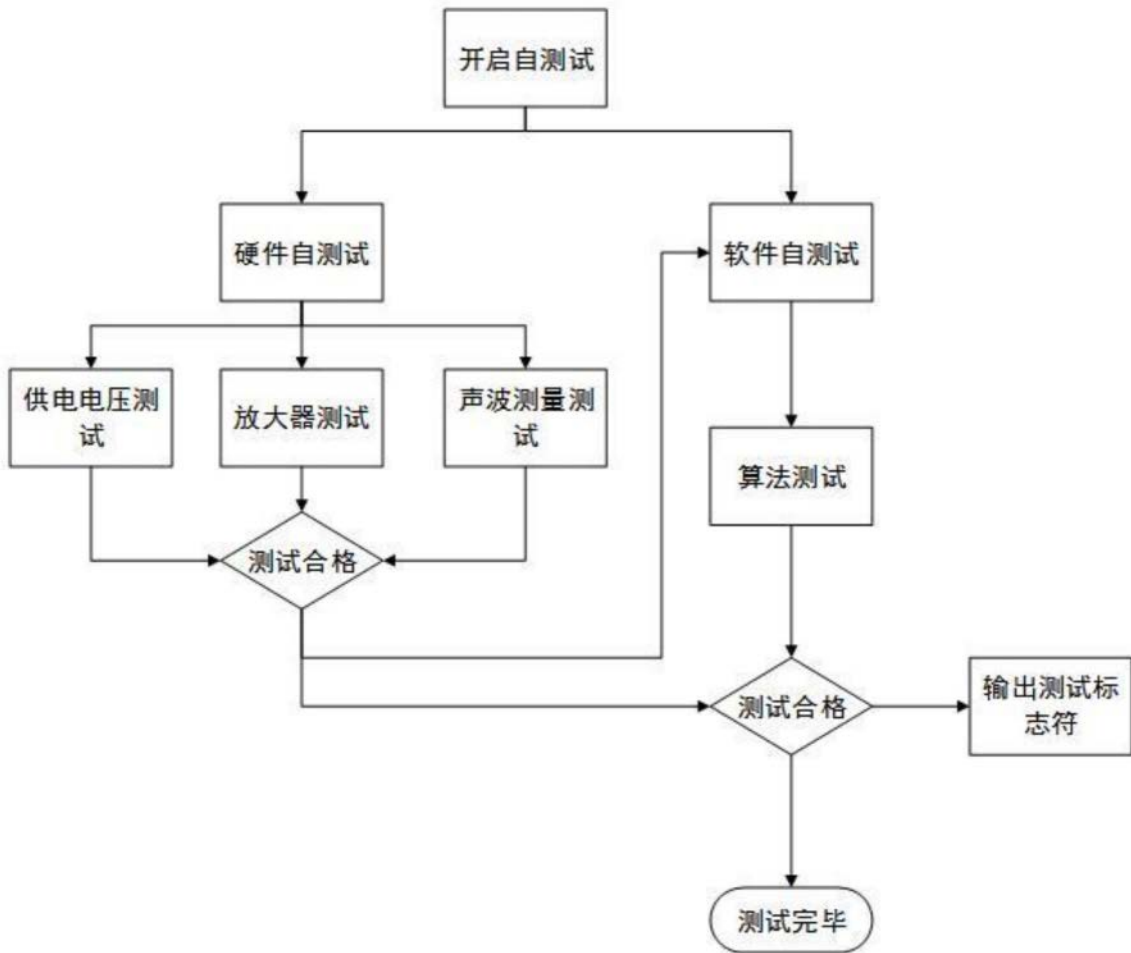 开启自测试
硬件自测试
软件自测试
供电电压测
试
放大器测试
声波测量测
试
算法测试
测试合格
测试合格
输出测试标
志符
测试完毕